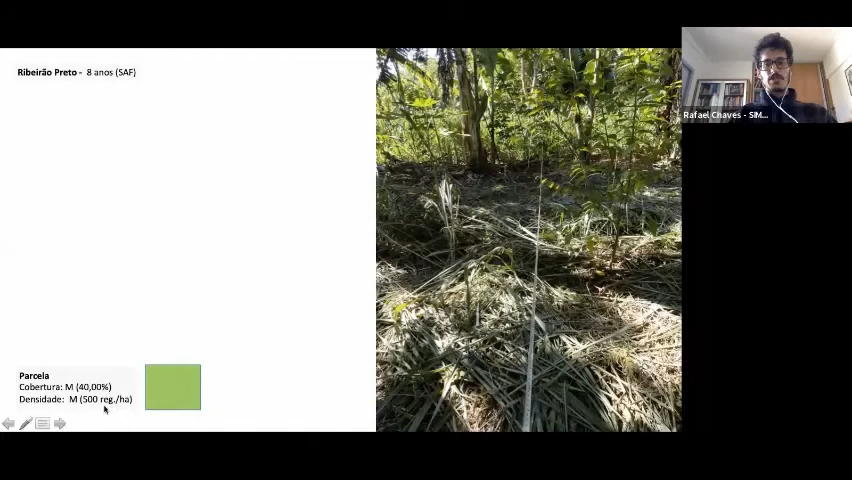 Ribeirão Preto - 8 anos (SAF)
Rafael Chaves - SIM...
Parcela
Cobertura: M (40,00%)
Densidade: M (500 reg./ha)